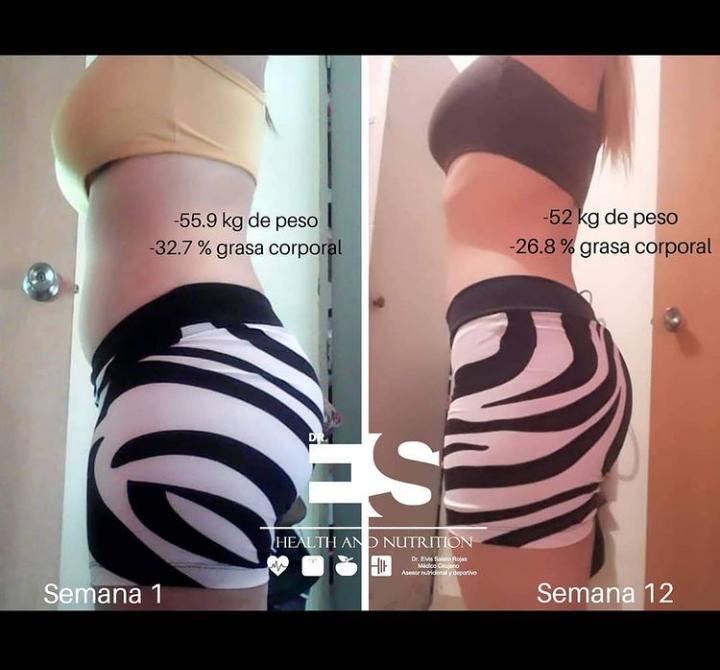 -55.9 kg de peso
-32.7 % grasa corporal
-52 kg de peso
-26.8 % grasa corporal
DR.
ES
HEALTH AND NUTRITION
Dr. Elvis Salem Rojas
Médico Cirujano
Asesor nutricional y deportivo
Semana 1
Semana 12